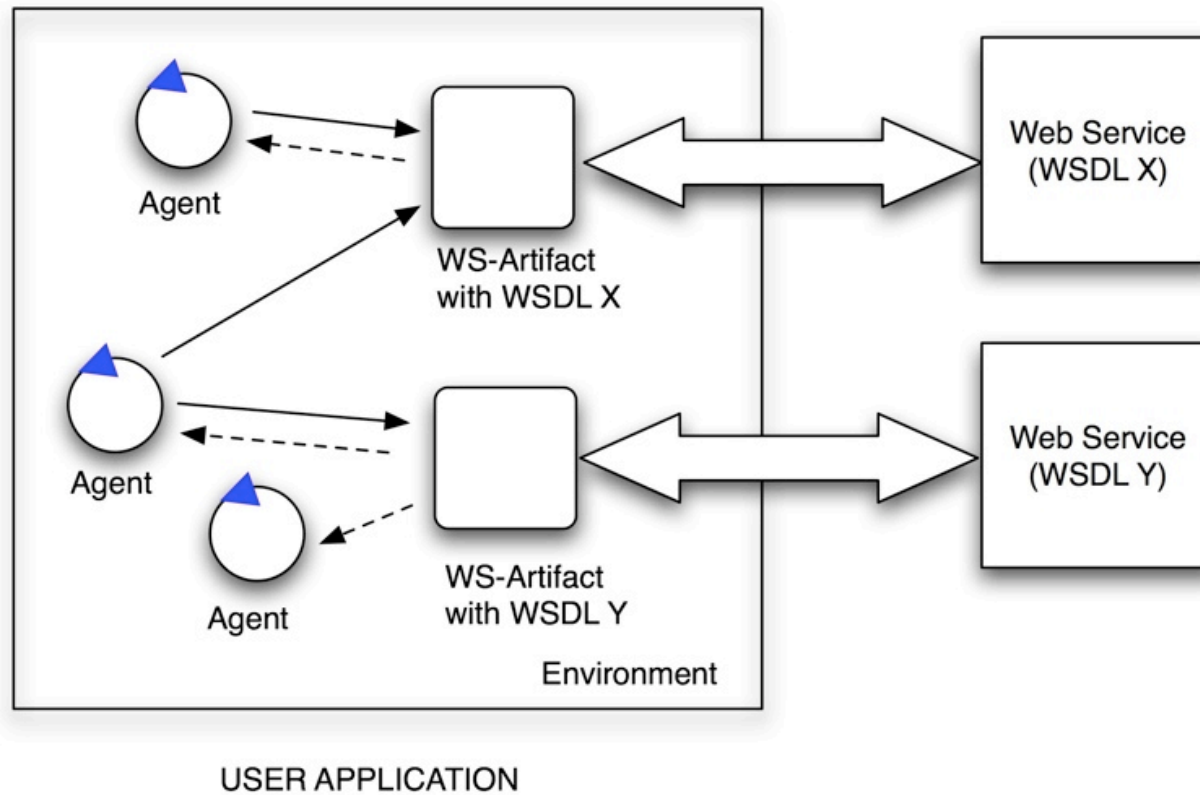 Agent
WS-Artifact
with WSDL X
Web Service
(WSDL X)
Agent
Agent
WS-Artifact
with WSDL Y
Web Service
(WSDL Y)
Environment
USER APPLICATION